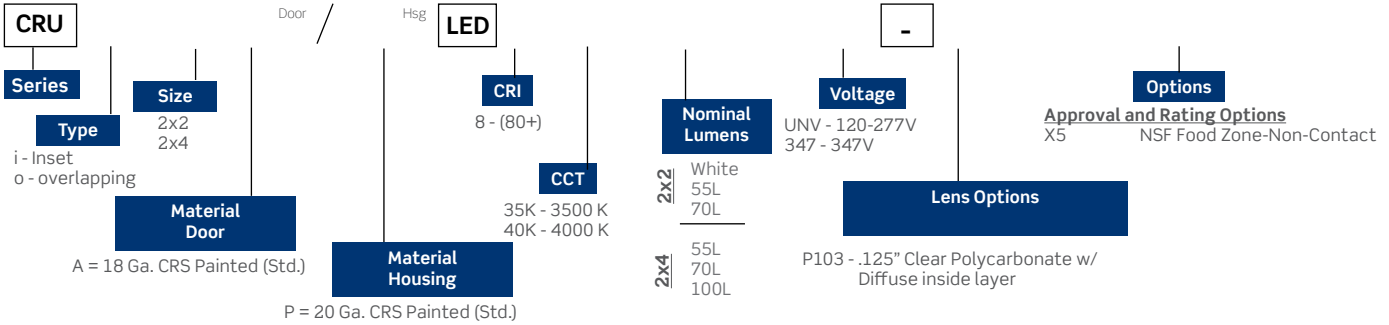 CRU
Door / Hsg
LED
-
Series
Type
i - Inset
o - overlapping
Size
2x2
2x4
Material
Door
A = 18 Ga. CRS Painted (Std.)
Material
Housing
P = 20 Ga. CRS Painted (Std.)
CRI
8 - (80+)
CCT
35K - 3500 K
40K - 4000 K
Nominal
Lumens
2x2
White
55L
70L
2x4
55L
70L
100L
Voltage
UNV - 120-277V
347 - 347V
Lens Options
P103 - .125” Clear Polycarbonate w/
Diffuse inside layer
Options
Approval and Rating Options
X5 NSF Food Zone-Non-Contact